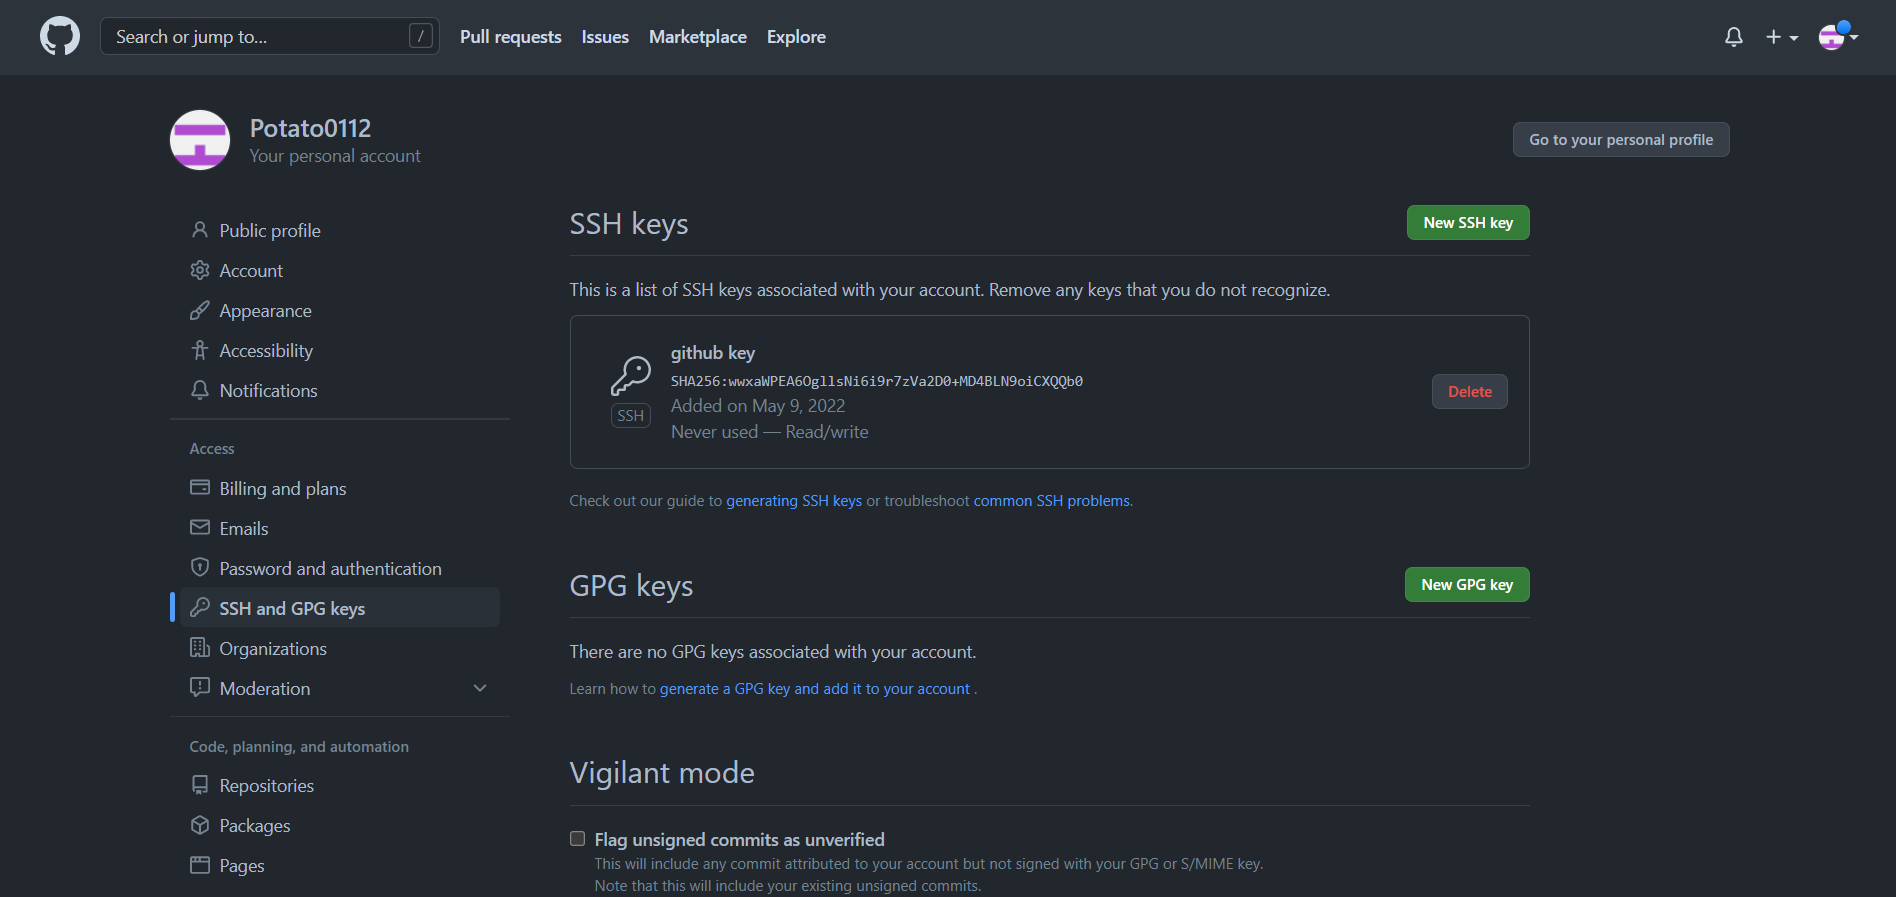 Search or jump to... /
Pull requests
Issues
Marketplace
Explore
Potato0112
Your personal account
Go to your personal profile
Public profile
Account
Appearance
Accessibility
Notifications
Access
Billing and plans
Emails
Password and authentication
SSH and GPG keys
Organizations
Moderation
Code, planning, and automation
Repositories
Packages
Pages
SSH keys
New SSH key
This is a list of SSH keys associated with your account. Remove any keys that you do not recognize.
github key
SHA256:wwxaWPEA6OgllsNi6i9r7zVa2D0+MD4BLN9oiCXQQb0
SSH
Added on May 9, 2022
Never used — Read/write
Delete
Check out our guide to generating SSH keys or troubleshoot common SSH problems.
GPG keys
New GPG key
There are no GPG keys associated with your account.
Learn how to generate a GPG key and add it to your account .
Vigilant mode
Flag unsigned commits as unverified
This will include any commit attributed to your account but not signed with your GPG or S/MIME key.
Note that this will include your existing unsigned commits.